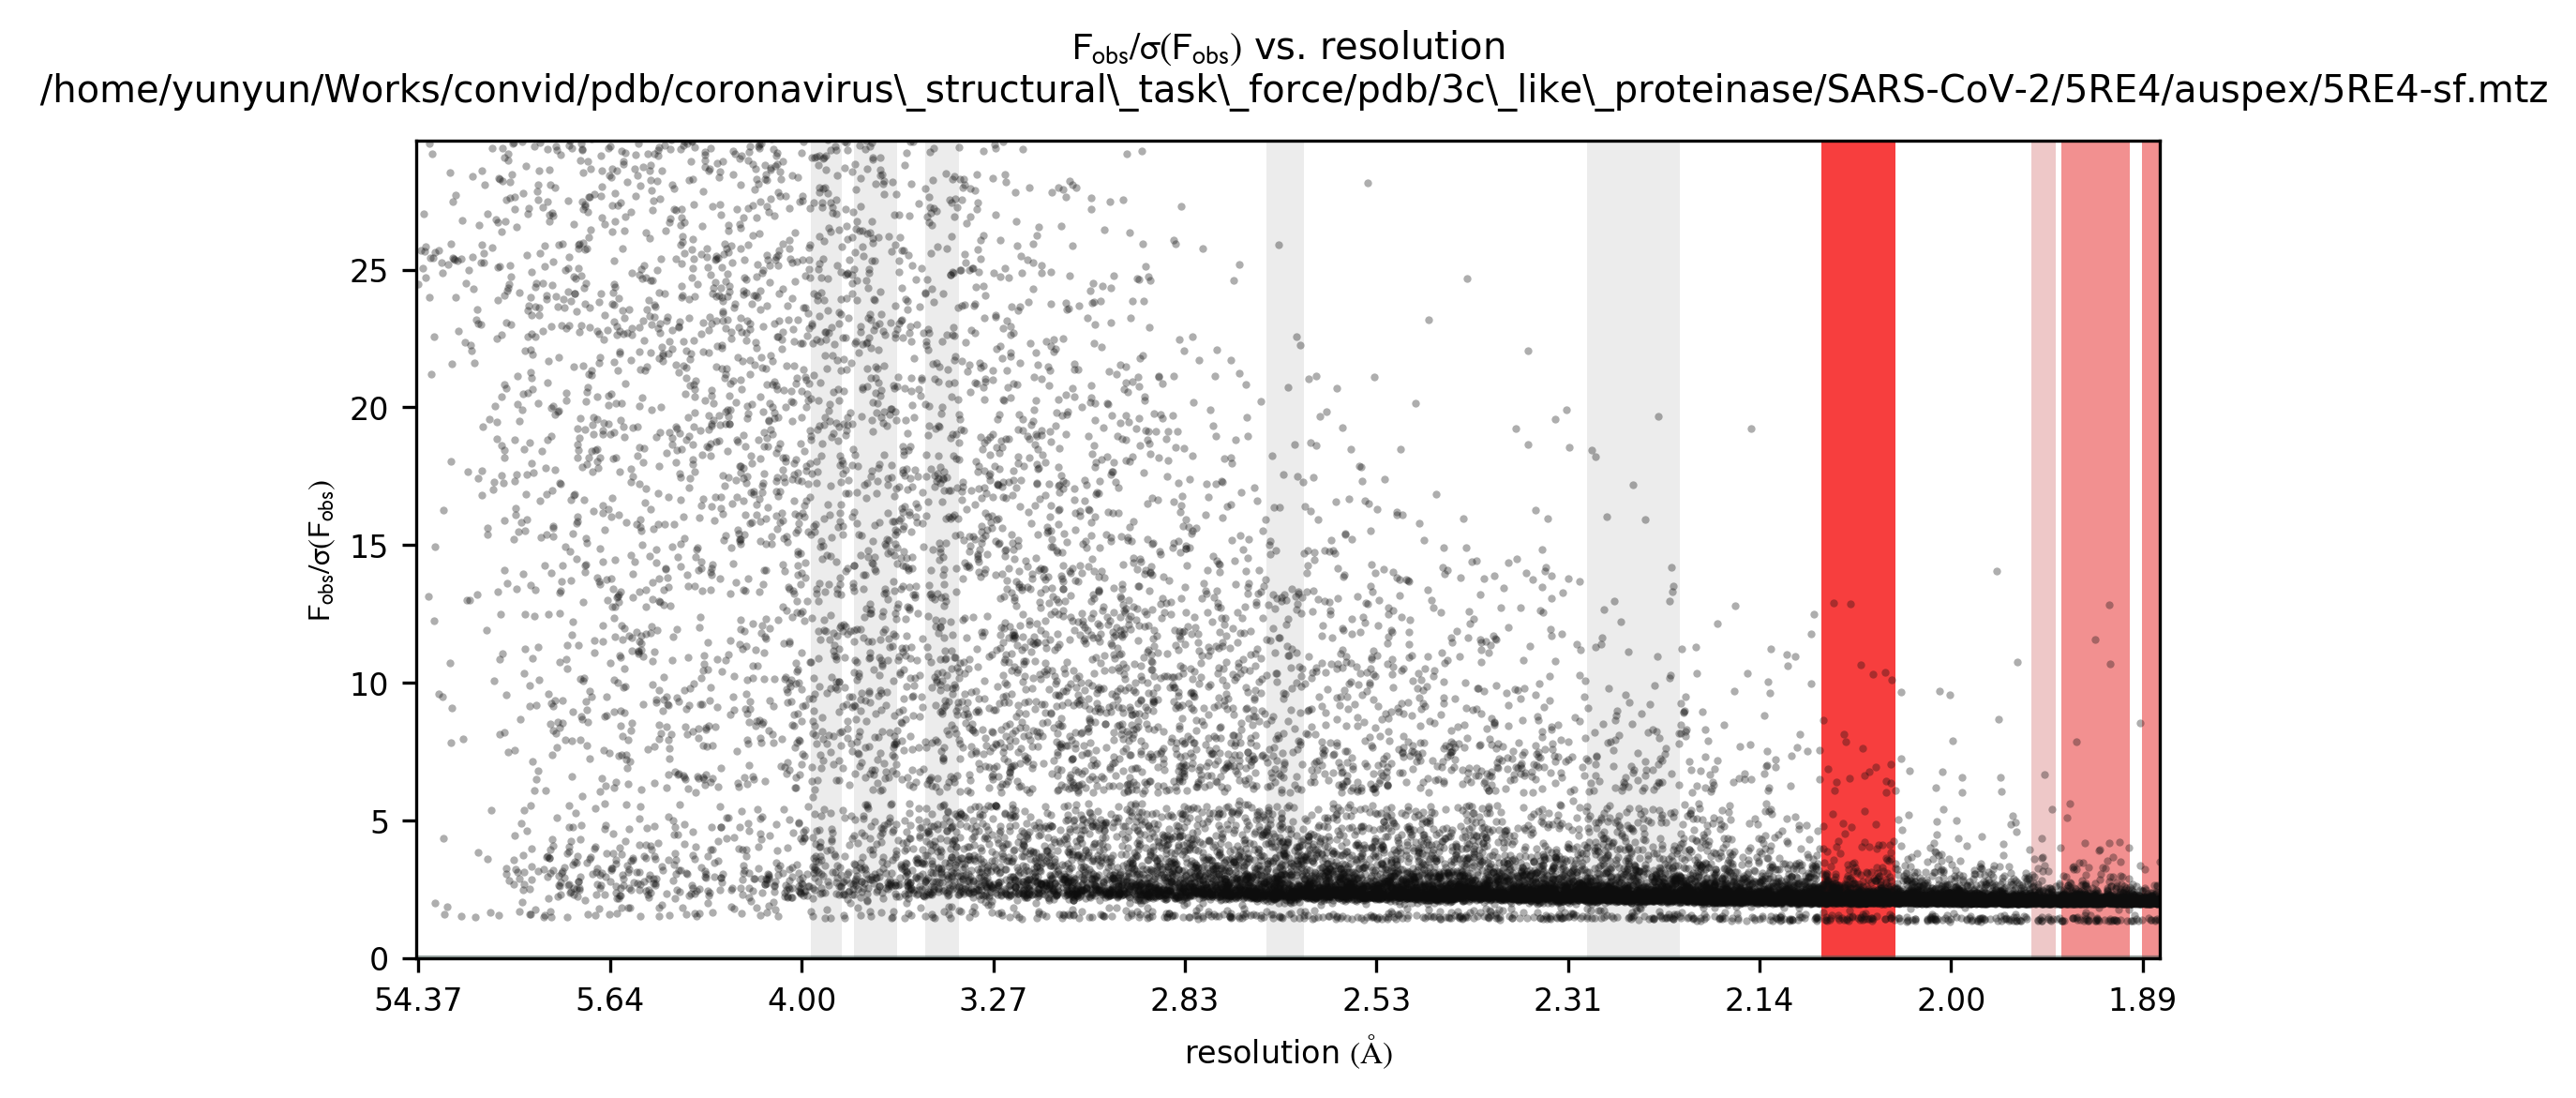 Fobs/σ(Fobs) vs. resolution
/home/yunyun/Works/convid/pdb/coronavirus\_structural\_task\_force/pdb/3c\_like\_proteinase/SARS-CoV-2/5RE4/auspex/5RE4-sf.mtz
25
20
15
10
5
0
Fobs/σ(Fobs)
54.37 5.64 4.00 3.27 2.83 2.53 2.31 2.14 2.00 1.89
resolution (Å)